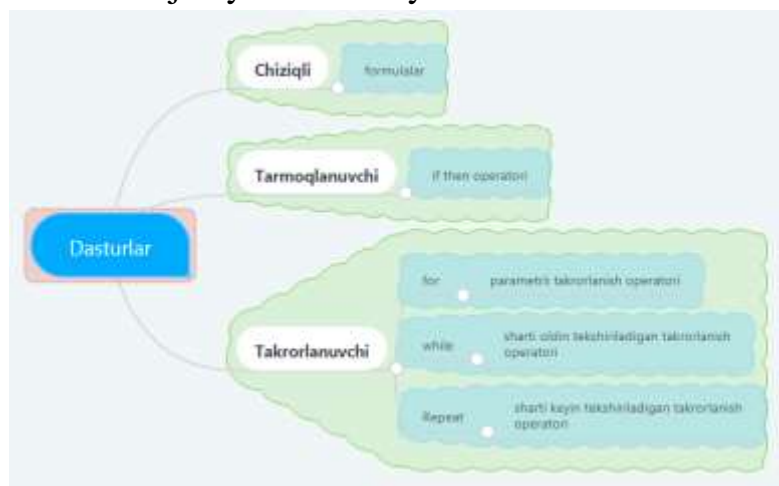 Dasturlar
Chiziqli
formulalar
Tarmoqlanuvchi
if then operatori
Takrorlanuvchi
for
parametrli takrorlanish operatori
while
sharti oldin tekshiriladigan takrorlanish
operatori
Repeat
sharti keyin tekshiriladigan takrorlanish
operatori